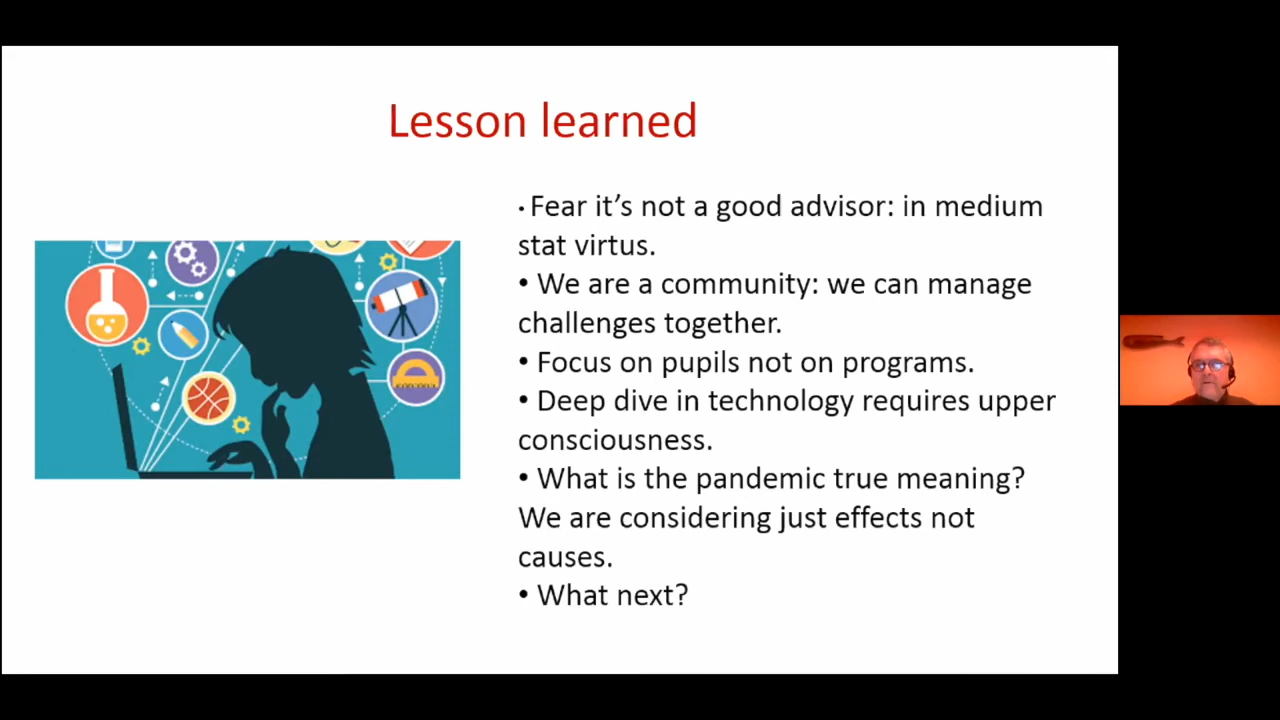 Lesson learned
• Fear it’s not a good advisor: in medium
stat virtus.
• We are a community: we can manage
challenges together.
• Focus on pupils not on programs.
• Deep dive in technology requires upper
consciousness.
• What is the pandemic true meaning?
We are considering just effects not
causes.
• What next?